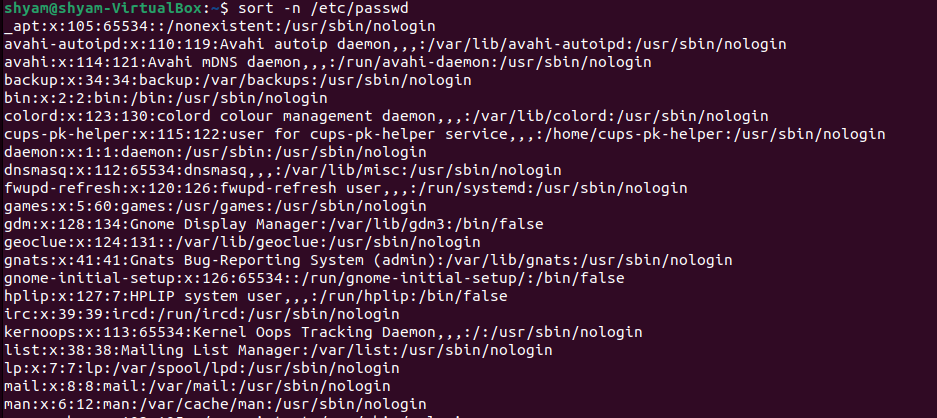 shyam@shyam-VirtualBox:~$ sort -n /etc/passwd
_apt:x:105:65534::/nonexistent:/usr/sbin/nologin
avahi-autoipd:x:110:119:Avahi autoip daemon,,,:/var/lib/avahi-autoipd:/usr/sbin/nologin
avahi:x:114:121:Avahi mDNS daemon,,,:/run/avahi-daemon:/usr/sbin/nologin
backup:x:34:34:backup:/var/backups:/usr/sbin/nologin
bin:x:2:2:bin:/bin:/usr/sbin/nologin
colord:x:123:130:colord colour management daemon,,,:/var/lib/colord:/usr/sbin/nologin
cups-pk-helper:x:115:122:user for cups-pk-helper service,,,:/home/cups-pk-helper:/usr/sbin/nologin
daemon:x:1:1:daemon:/usr/sbin:/usr/sbin/nologin
dnsmasq:x:112:65534:dnsmasq,,,:/var/lib/misc:/usr/sbin/nologin
fwupd-refresh:x:120:126:fwupd-refresh user,,,:/run/systemd:/usr/sbin/nologin
games:x:5:60:games:/usr/games:/usr/sbin/nologin
gdm:x:128:134:Gnome Display Manager:/var/lib/gdm3:/bin/false
geoclue:x:124:131::/var/lib/geoclue:/usr/sbin/nologin
gnats:x:41:41:Gnats Bug-Reporting System (admin):/var/lib/gnats:/usr/sbin/nologin
gnome-initial-setup:x:126:65534::/run/gnome-initial-setup/:/bin/false
hplip:x:127:7:HPLIP system user,,,:/run/hplip:/bin/false
irc:x:39:39:ircd:/run/ircd:/usr/sbin/nologin
kernoops:x:113:65534:Kernel Oops Tracking Daemon,,,:/:/usr/sbin/nologin
list:x:38:38:Mailing List Manager:/var/list:/usr/sbin/nologin
lp:x:7:7:lp:/var/spool/lpd:/usr/sbin/nologin
mail:x:8:8:mail:/var/mail:/usr/sbin/nologin
man:x:6:12:man:/var/cache/man:/usr/sbin/nologin